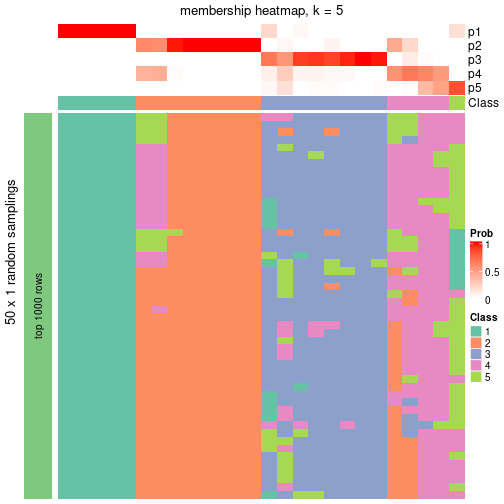 membership heatmap, k = 5
p1
p2
p3
p4
p5
Class
50 x 1 random samplings
top 1000 rows
Prob
1
0.5
0
Class
1
2
3
4
5